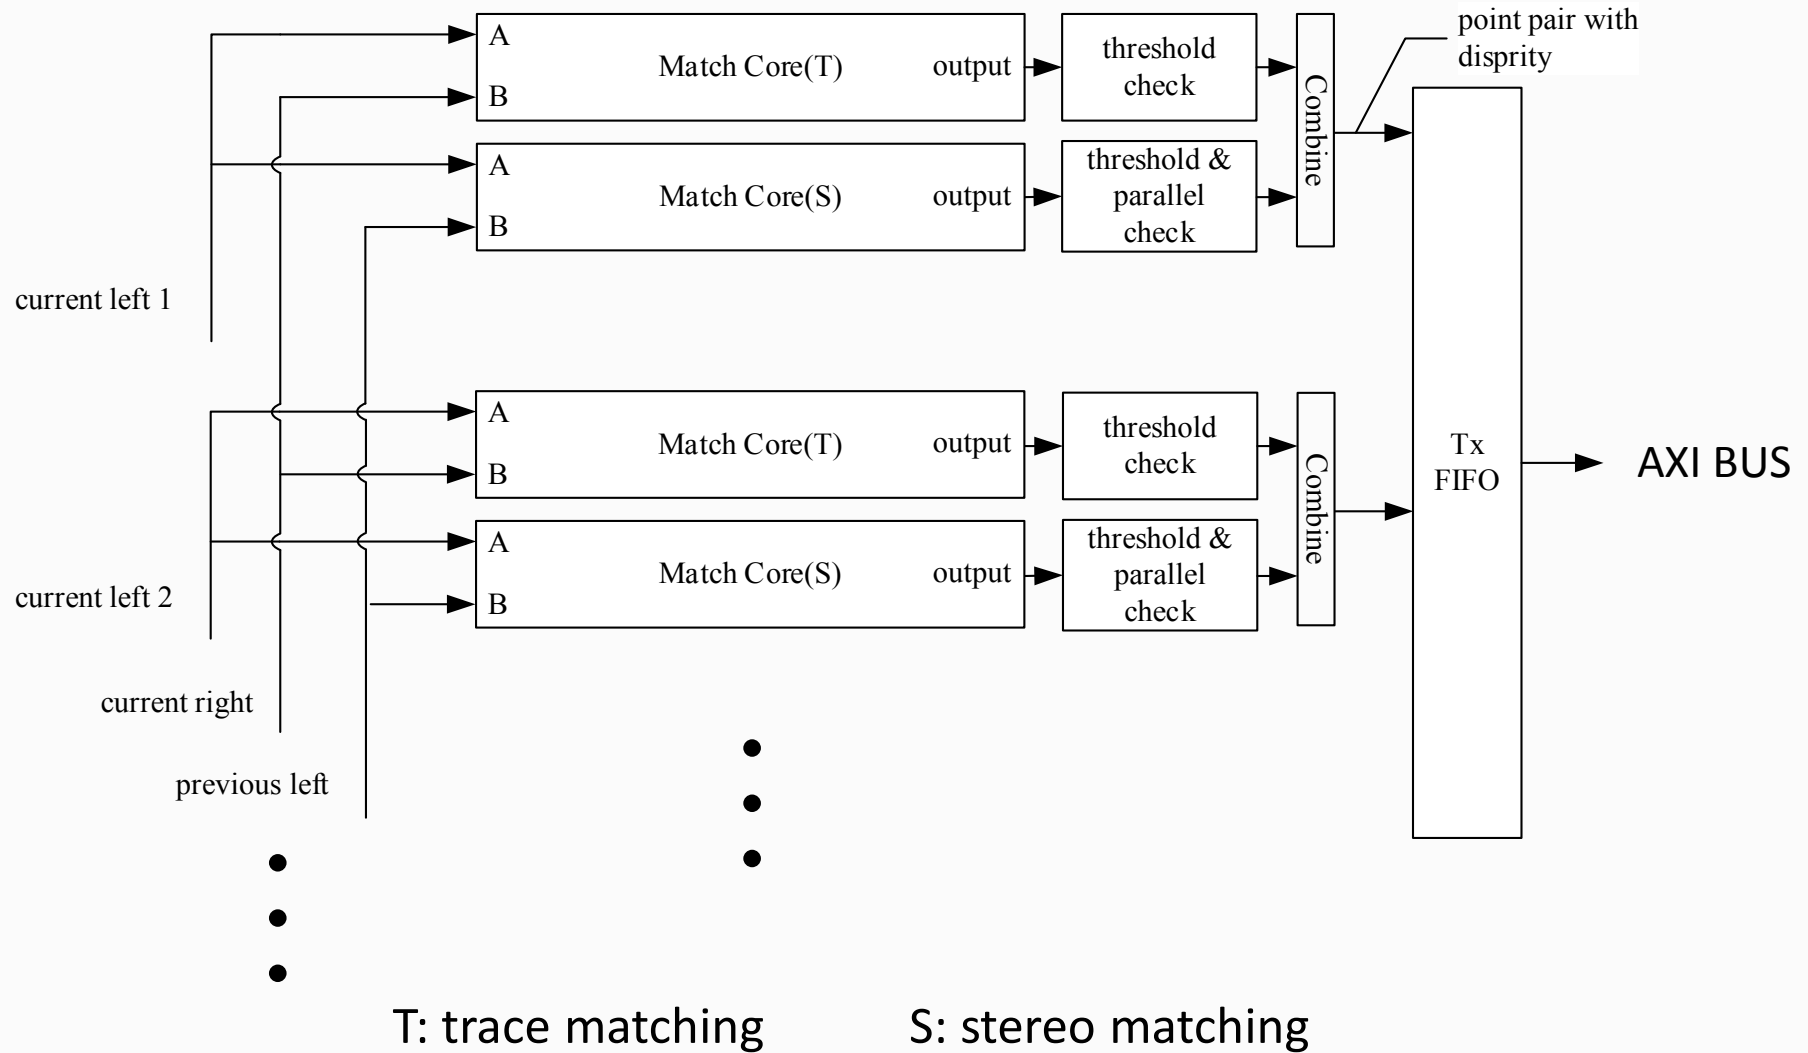 point pair with
disprity
A
B
Match Core(T)
output
threshold
check
Combine
A
B
Match Core(S)
output
threshold &
parallel
check
current left 1
A
B
Match Core(T)
output
threshold
check
Combine
Tx
FIFO
AXI BUS
A
B
Match Core(S)
output
threshold &
parallel
check
current left 2
current right
previous left
T: trace matching
S: stereo matching